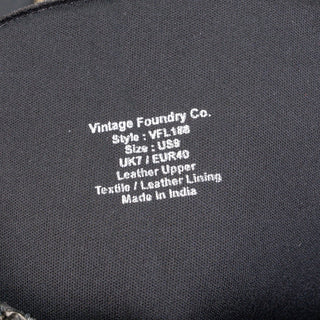 Vintage Foundry Co.
Style : VFL188
Size : US9
UK7 / EUR40
Leather Upper
Textile / Leather Lining
Made in India